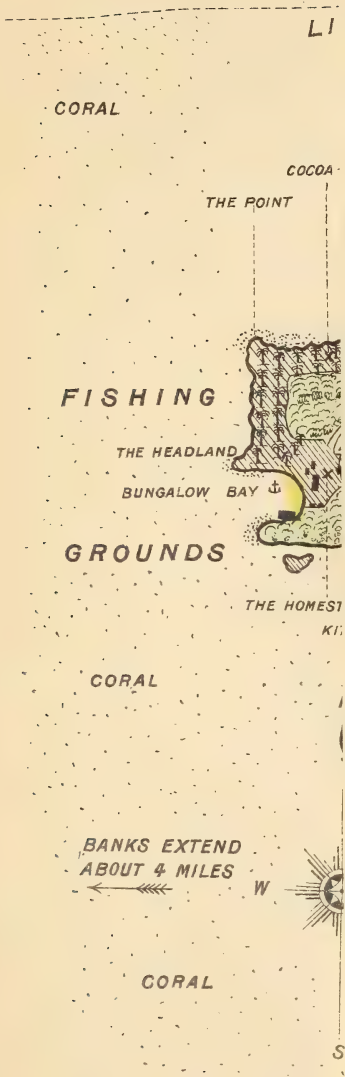 LI
CORAL
COCOA
THE POINT
FISHING
THE HEADLAND
BUNGALOW BAY
GROUNDS
THE HOMEST
KI
CORAL
BANKS EXTEND
ABOUT 4 MILES
W
CORAL
S